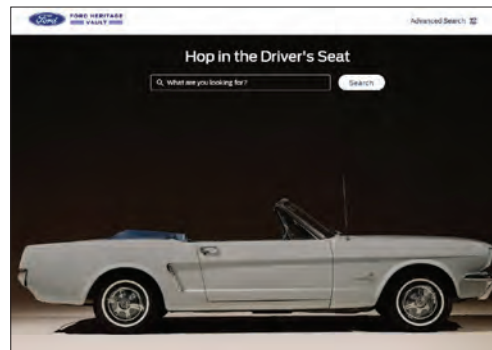 Ford
FORD HERITAGE
VAULT
Advanced Search
Hop in the Driver's Seat
What are you looking for?
Search